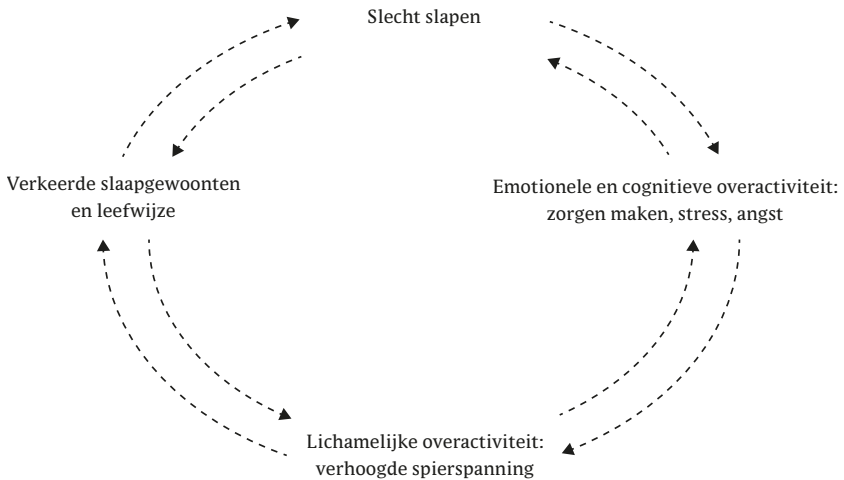 Slecht slapen
Verkeerde slaapgewoonten
en leefwijze
Emotionele en cognitieve overactiviteit:
zorgen maken, stress, angst
Lichamelijke overactiviteit:
verhoogde spierspanning